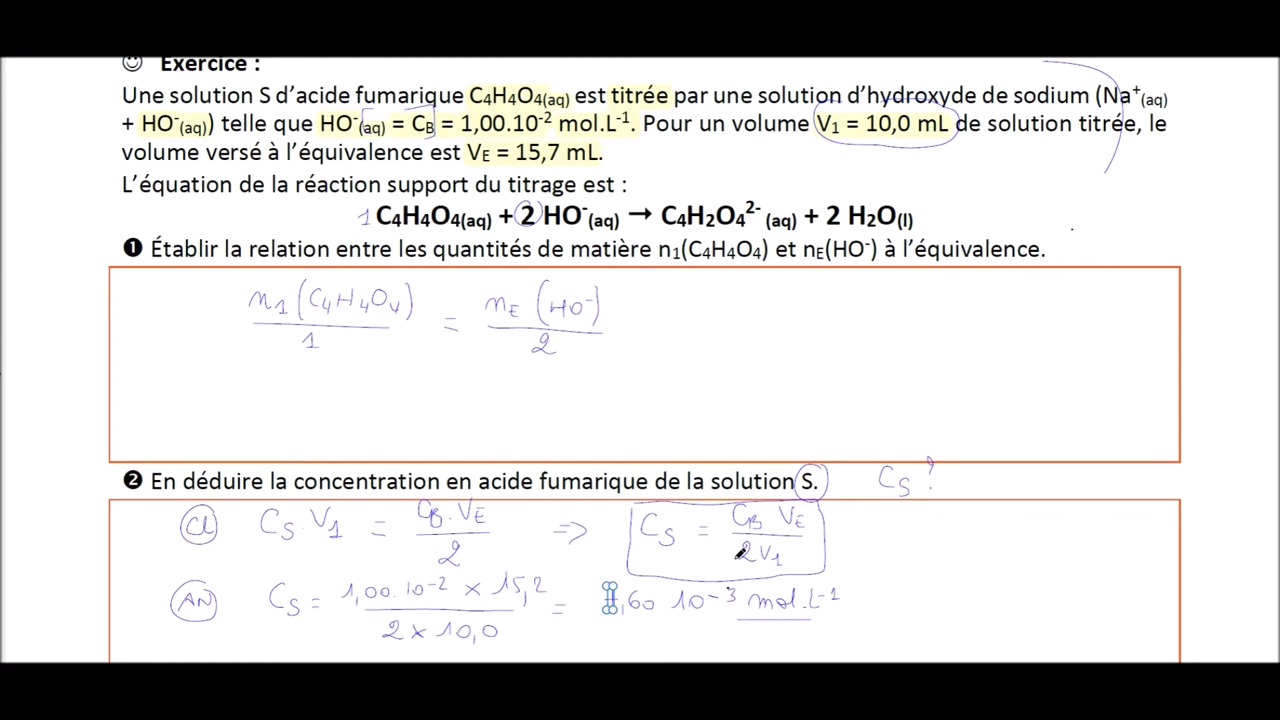 Exercice :
Une solution S d'acide fumarique C4H4O4(aq) est titrée par une solution d'hydroxyde de sodium (Na+(aq)
+ HO-(aq)) telle que [HO-(aq)] = CB = 1,00.10-2 mol.L-1. Pour un volume V1 = 10,0 mL de solution titrée, le
volume versé à l'équivalence est VE = 15,7 mL.
L'équation de la réaction support du titrage est :
1 C4H4O4(aq) + 2 HO-(aq) → C4H2O4 2- (aq) + 2 H2O(l)
❶ Établir la relation entre les quantités de matière n1(C4H4O4) et nE(HO-) à l'équivalence.
n1(C4H4O4)/1 = nE(HO-)/2
❷ En déduire la concentration en acide fumarique de la solution S. CS ?
CL CS.V1 = CB.VE/2 => CS = CB VE/2V1
AN CS = 1,00.10-2 x 15,2/2 x 10,0 = ,60 10-3 mol.L-1